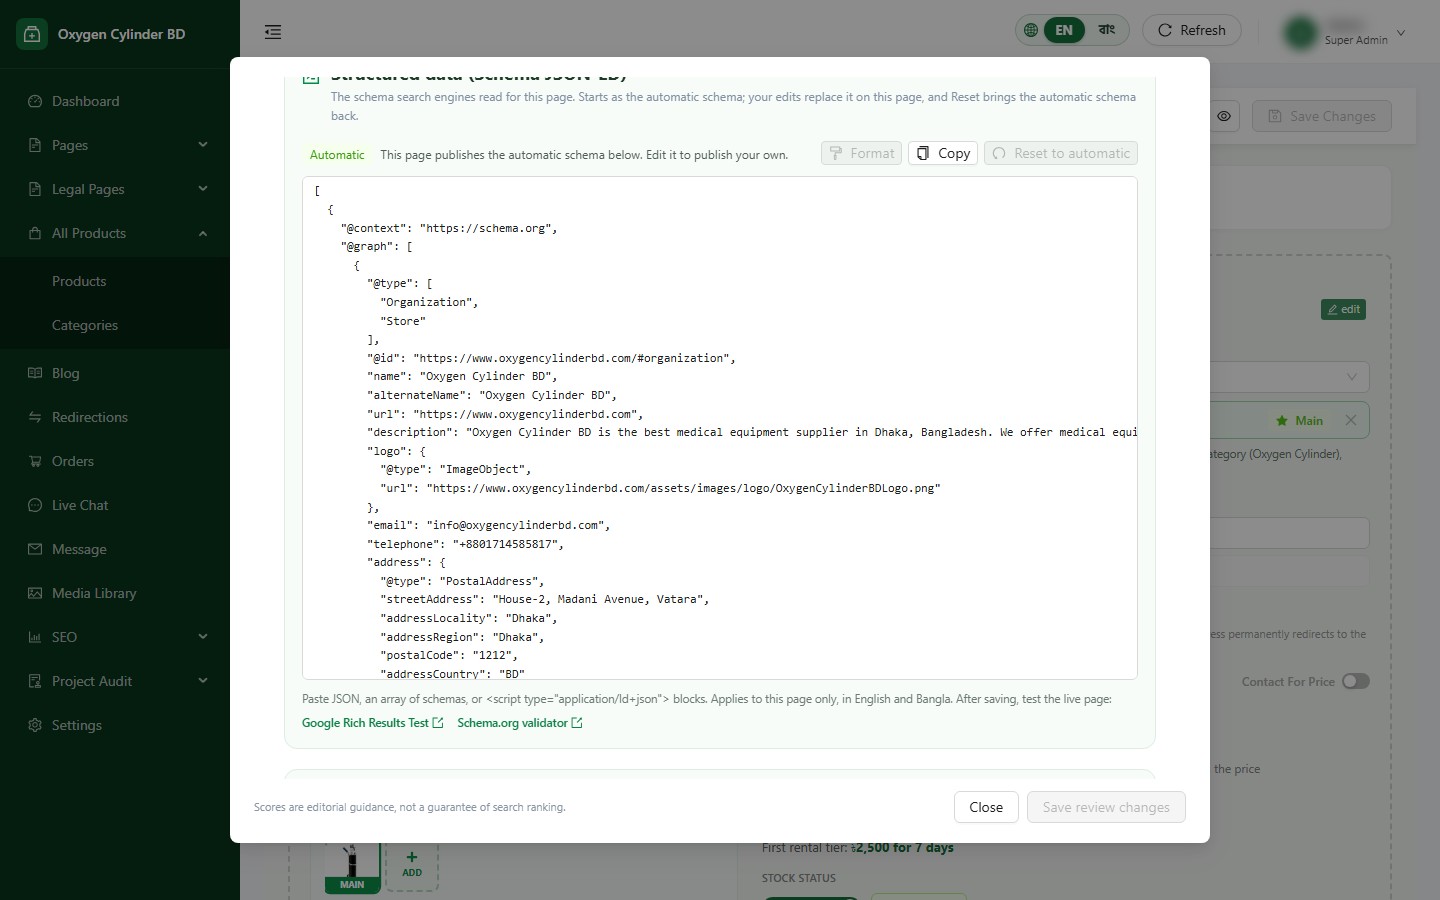 Oxygen Cylinder BD
EN
বাং
Refresh
Super Admin
Dashboard
Pages
Legal Pages
All Products
Products
Categories
Blog
Redirections
Orders
Live Chat
Message
Media Library
SEO
Project Audit
Settings
Save Changes
edit
Main
ategory (Oxygen Cylinder),
ess permanently redirects to the
Contact For Price
the price
Structured data (Schema JSON-LD)
The schema search engines read for this page. Starts as the automatic schema; your edits replace it on this page, and Reset brings the automatic schema
back.
Automatic This page publishes the automatic schema below. Edit it to publish your own. Format Copy Reset to automatic
[
{
"@context": "https://schema.org",
"@graph": [
{
"@type": [
"Organization",
"Store"
],
"@id": "https://www.oxygencylinderbd.com/#organization",
"name": "Oxygen Cylinder BD",
"alternateName": "Oxygen Cylinder BD",
"url": "https://www.oxygencylinderbd.com",
"description": "Oxygen Cylinder BD is the best medical equipment supplier in Dhaka, Bangladesh. We offer medical equi
"logo": {
"@type": "ImageObject",
"url": "https://www.oxygencylinderbd.com/assets/images/logo/OxygenCylinderBDLogo.png"
},
"email": "info@oxygencylinderbd.com",
"telephone": "+8801714585817",
"address": {
"@type": "PostalAddress",
"streetAddress": "House-2, Madani Avenue, Vatara",
"addressLocality": "Dhaka",
"addressRegion": "Dhaka",
"postalCode": "1212",
"addressCountry": "BD"
Paste JSON, an array of schemas, or <script type="application/ld+json"> blocks. Applies to this page only, in English and Bangla. After saving, test the live page:
Google Rich Results Test Schema.org validator
Scores are editorial guidance, not a guarantee of search ranking.
Close
Save review changes
MAIN
+
ADD
First rental tier: ৳2,500 for 7 days
STOCK STATUS